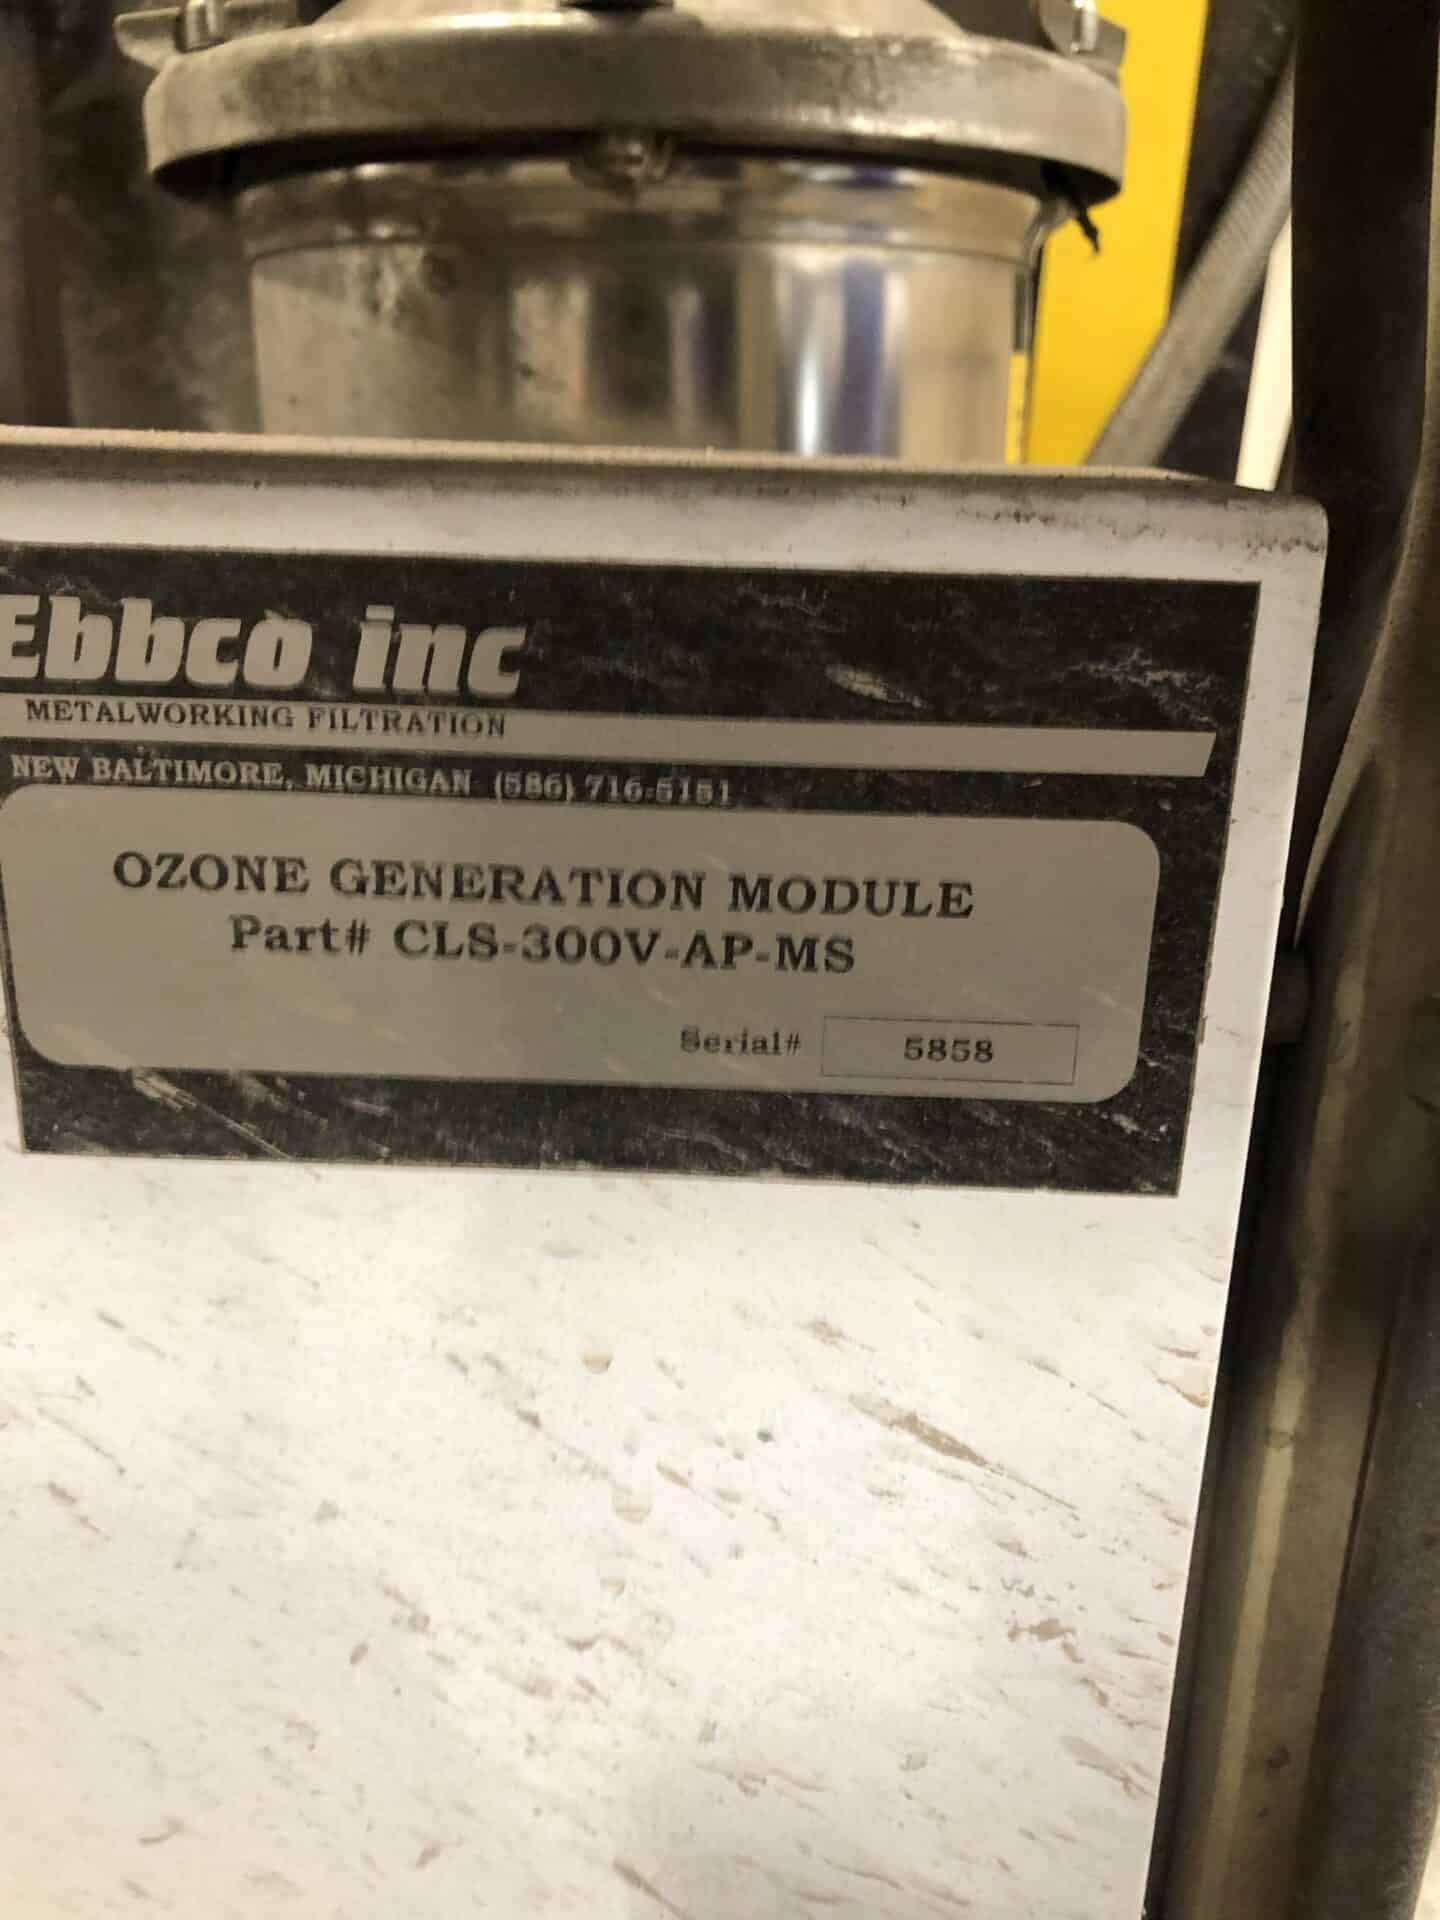 Ebbco inc
METALWORKING FILTRATION
NEW BALTIMORE, MICHIGAN (586) 716-5151
OZONE GENERATION MODULE
Part# CLS-300V-AP-MS
Serial# 5858